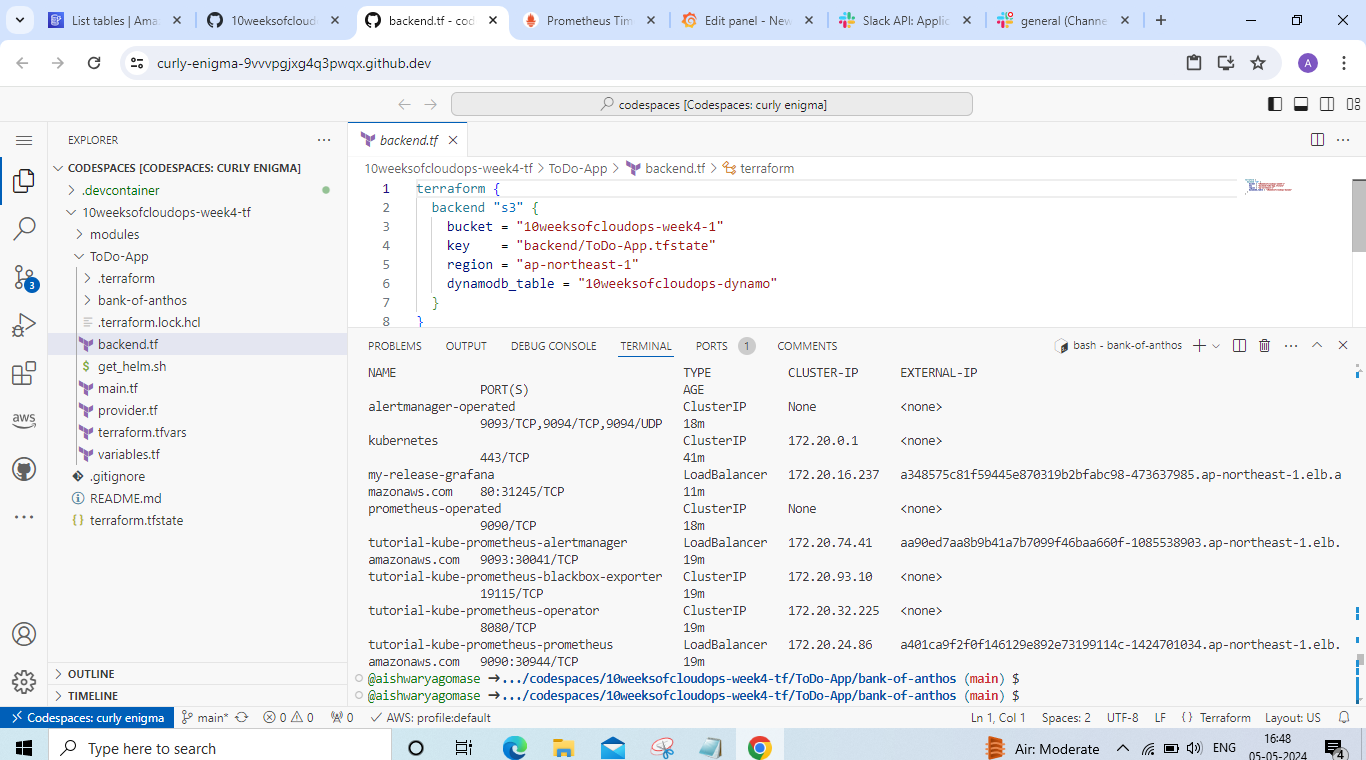 List tables | Ama
10weeksofcloud
backend.tf - cod
Prometheus Tim
Edit panel - New
Slack API: Applic
general (Channe
curly-enigma-9vvvpgjxg4q3pwqx.github.dev
A
codespaces [Codespaces: curly enigma]
EXPLORER
CODESPACES [CODESPACES: CURLY ENIGMA]
.devcontainer
10weeksofcloudops-week4-tf
modules
ToDo-App
.terraform
bank-of-anthos
.terraform.lock.hcl
backend.tf
$ get_helm.sh
main.tf
provider.tf
terraform.tfvars
variables.tf
.gitignore
README.md
{} terraform.tfstate
OUTLINE
TIMELINE
3
aws
backend.tf
10weeksofcloudops-week4-tf > ToDo-App > backend.tf > terraform
1 terraform {
2 backend "s3" {
3 bucket = "10weeksofcloudops-week4-1"
4 key    = "backend/ToDo-App.tfstate"
5 region = "ap-northeast-1"
6 dynamodb_table = "10weeksofcloudops-dynamo"
7 }
8 }
PROBLEMS OUTPUT DEBUG CONSOLE TERMINAL PORTS 1 COMMENTS bash - bank-of-anthos
NAME TYPE CLUSTER-IP EXTERNAL-IP
PORT(S) AGE
alertmanager-operated ClusterIP None <none>
9093/TCP,9094/TCP,9094/UDP 18m
kubernetes ClusterIP 172.20.0.1 <none>
443/TCP 41m
my-release-grafana LoadBalancer 172.20.16.237 a348575c81f59445e870319b2bfabc98-473637985.ap-northeast-1.elb.a
mazonaws.com 80:31245/TCP 11m
prometheus-operated ClusterIP None <none>
9090/TCP 18m
tutorial-kube-prometheus-alertmanager LoadBalancer 172.20.74.41 aa90ed7aa8b9b41a7b7099f46baa660f-1085538903.ap-northeast-1.elb.
amazonaws.com 9093:30041/TCP 19m
tutorial-kube-prometheus-blackbox-exporter ClusterIP 172.20.93.10 <none>
19115/TCP 19m
tutorial-kube-prometheus-operator ClusterIP 172.20.32.225 <none>
8080/TCP 19m
tutorial-kube-prometheus-prometheus LoadBalancer 172.20.24.86 a401ca9f2f0f146129e892e73199114c-1424701034.ap-northeast-1.elb.
amazonaws.com 9090:30944/TCP 19m
@aishwaryagomase ➜.../codespaces/10weeksofcloudops-week4-tf/ToDo-App/bank-of-anthos (main) $
@aishwaryagomase ➜.../codespaces/10weeksofcloudops-week4-tf/ToDo-App/bank-of-anthos (main) $
Codespaces: curly enigma main* 0 0 0 AWS: profile:default Ln 1, Col 1 Spaces: 2 UTF-8 LF {} Terraform Layout: US
Type here to search
Air: Moderate
ENG
16:48
05-05-2024
4